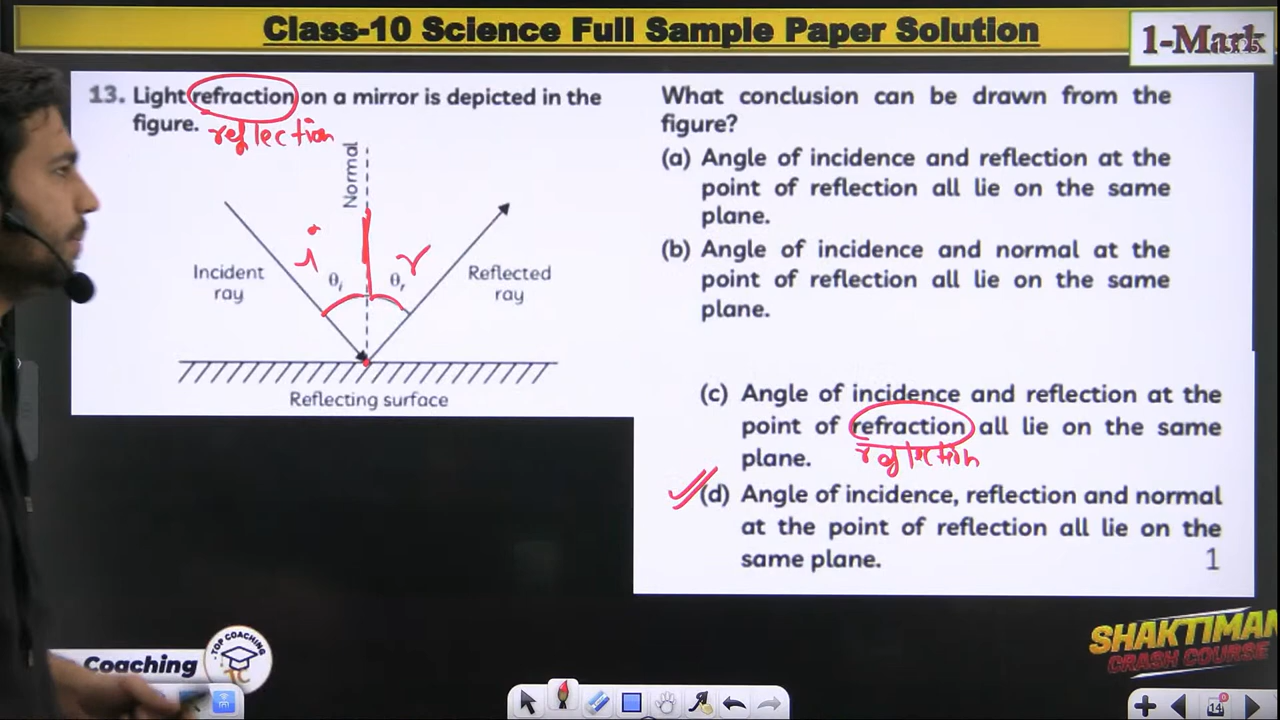 Class-10 Science Full Sample Paper Solution
1-Mark
13. Light refraction on a mirror is depicted in the
figure. reflection
Normal
i
r
Incident
ray
θi
θr
Reflected
ray
Reflecting surface
What conclusion can be drawn from the
figure?
(a) Angle of incidence and reflection at the
point of reflection all lie on the same
plane.
(b) Angle of incidence and normal at the
point of reflection all lie on the same
plane.
(c) Angle of incidence and reflection at the
point of refraction all lie on the same
plane. reflection
(d) Angle of incidence, reflection and normal
at the point of reflection all lie on the
same plane.
1
Coaching
TOP COACHING
TC
SHAKTIMAN
CRASH COURSE
14